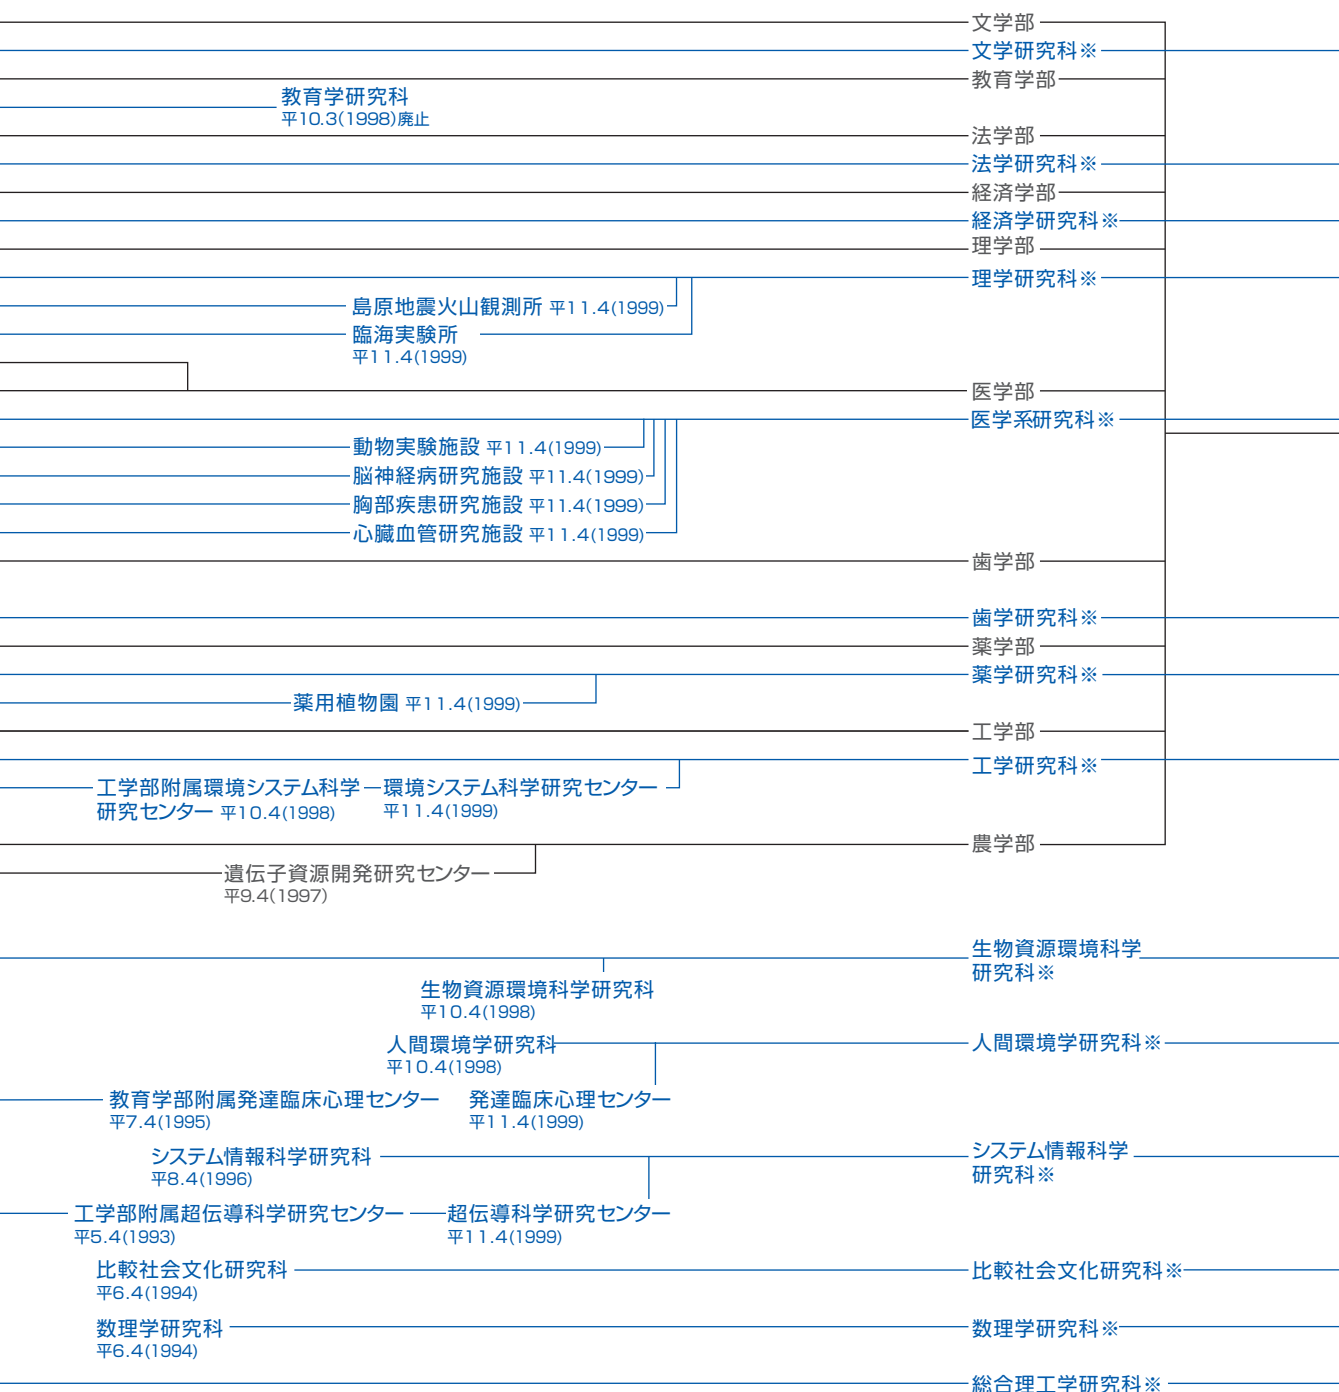 文学部
文学研究科※
教育学部
教育学研究科
平10.3(1998)廃止
法学部
法学研究科※
経済学部
経済学研究科※
理学部
理学研究科※
島原地震火山観測所 平11.4(1999)
臨海実験所
平11.4(1999)
医学部
医学系研究科※
動物実験施設 平11.4(1999)
脳神経病研究施設 平11.4(1999)
胸部疾患研究施設 平11.4(1999)
心臓血管研究施設 平11.4(1999)
歯学部
歯学研究科※
薬学部
薬学研究科※
薬用植物園 平11.4(1999)
工学部
工学研究科※
工学部附属環境システム科学
研究センター 平10.4(1998)
環境システム科学研究センター
平11.4(1999)
農学部
遺伝子資源開発研究センター
平9.4(1997)
生物資源環境科学
研究科※
生物資源環境科学研究科
平10.4(1998)
人間環境学研究科
平10.4(1998)
人間環境学研究科※
教育学部附属発達臨床心理センター
平7.4(1995)
発達臨床心理センター
平11.4(1999)
システム情報科学研究科
平8.4(1996)
システム情報科学
研究科※
工学部附属超伝導科学研究センター
平5.4(1993)
超伝導科学研究センター
平11.4(1999)
比較社会文化研究科
平6.4(1994)
比較社会文化研究科※
数理学研究科
平6.4(1994)
数理学研究科※
総合理工学研究科※